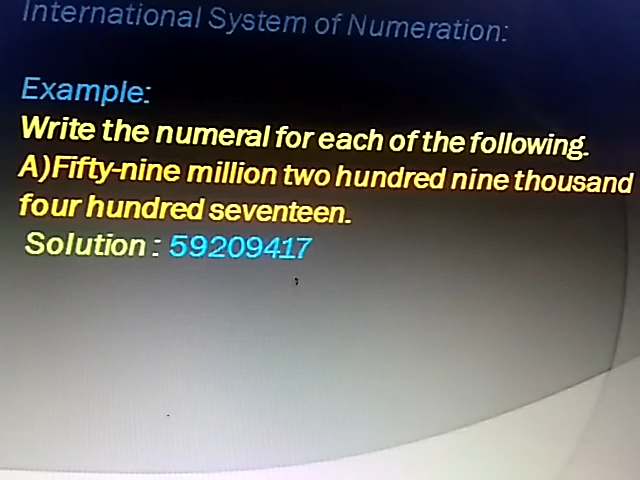 International System of Numeration:
Example:
Write the numeral for each of the following.
A)Fifty-nine million two hundred nine thousand
four hundred seventeen.
Solution : 59209417